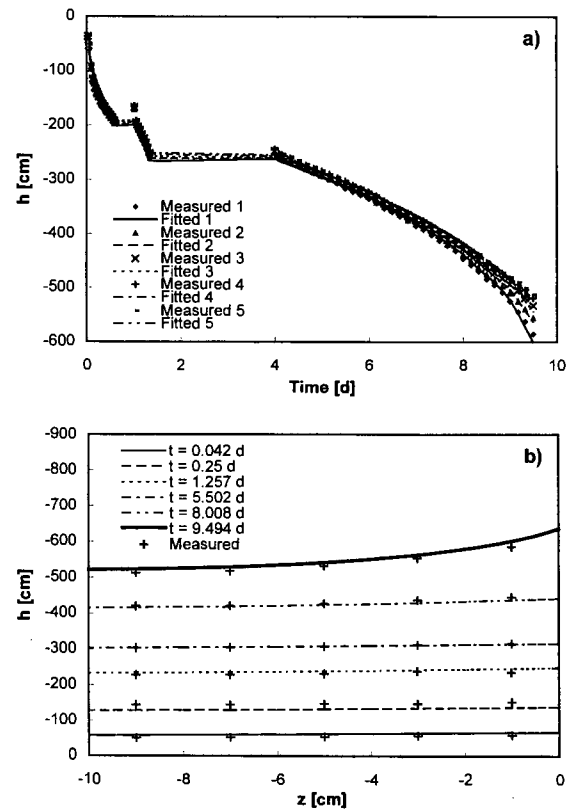 a)
0
-100
-200
-300
-400
-500
-600
h [cm]
Measured 1
Fitted 1
Measured 2
Fitted 2
Measured 3
Fitted 3
Measured 4
Fitted 4
Measured 5
Fitted 5
0 2 4 6 8 10
Time [d]
b)
-900
-800
-700
-600
-500
-400
-300
-200
-100
0
h [cm]
t = 0.042 d
t = 0.25 d
t = 1.257 d
t = 5.502 d
t = 8.008 d
t = 9.494 d
Measured
-10 -8 -6 -4 -2 0
z [cm]